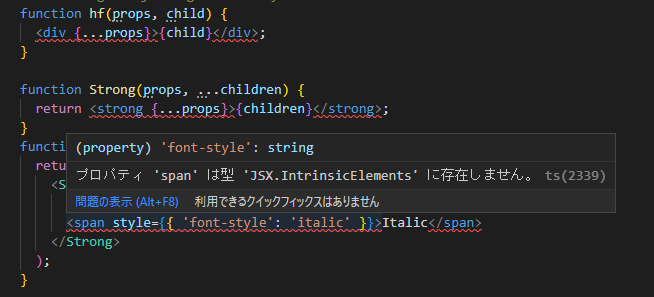 function hf(props, child) {
<div {...props}>{child}</div>;
}
function Strong(props, ...children) {
return <strong {...props}>{children}</strong>;
}
func
retu
<S
(property) 'font-style': string
プロパティ 'span' は型 'JSX.IntrinsicElements' に存在しません。 ts(2339)
問題の表示 (Alt+F8) 利用できるクイックフィックスはありません
<span style={{ 'font-style': 'italic' }}>Italic</span>
</Strong>
);
}